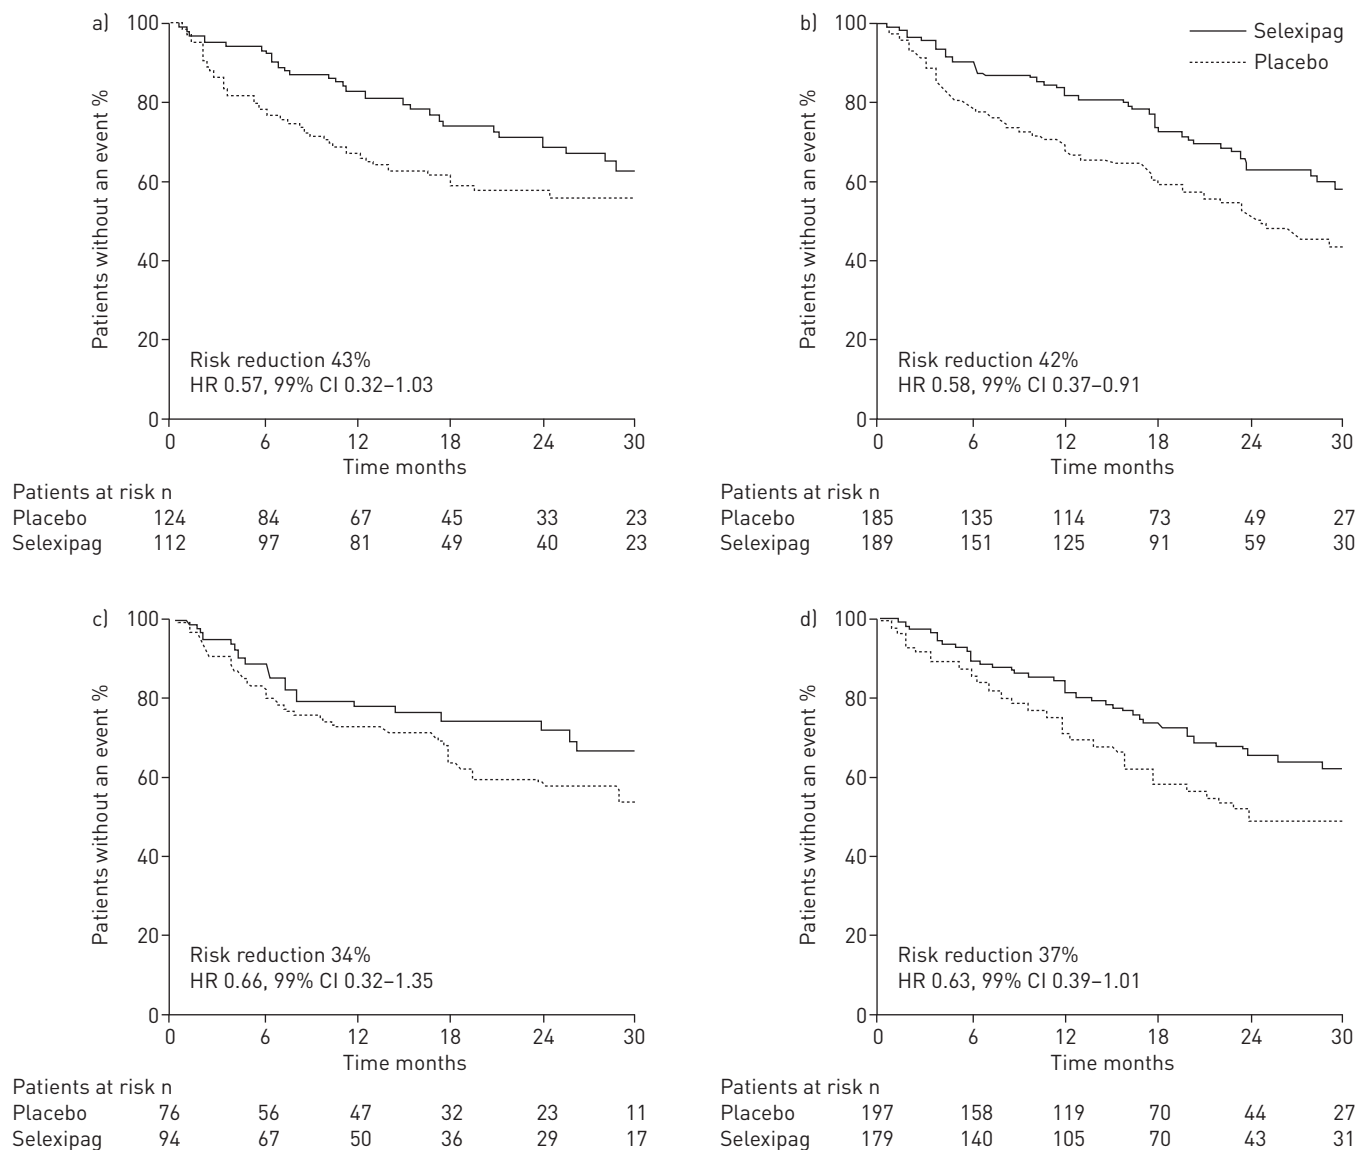 a)
100
80
60
40
20
0
Patients without an event %
Risk reduction 43%
HR 0.57, 99% CI 0.32–1.03
0 6 12 18 24 30
Time months
Patients at risk n
Placebo 124 84 67 45 33 23
Selexipag 112 97 81 49 40 23
b)
100
80
60
40
20
0
Patients without an event %
Selexipag
Placebo
Risk reduction 42%
HR 0.58, 99% CI 0.37–0.91
0 6 12 18 24 30
Time months
Patients at risk n
Placebo 185 135 114 73 49 27
Selexipag 189 151 125 91 59 30
c)
100
80
60
40
20
0
Patients without an event %
Risk reduction 34%
HR 0.66, 99% CI 0.32–1.35
0 6 12 18 24 30
Time months
Patients at risk n
Placebo 76 56 47 32 23 11
Selexipag 94 67 50 36 29 17
d)
100
80
60
40
20
0
Patients without an event %
Risk reduction 37%
HR 0.63, 99% CI 0.39–1.01
0 6 12 18 24 30
Time months
Patients at risk n
Placebo 197 158 119 70 44 27
Selexipag 179 140 105 70 43 31